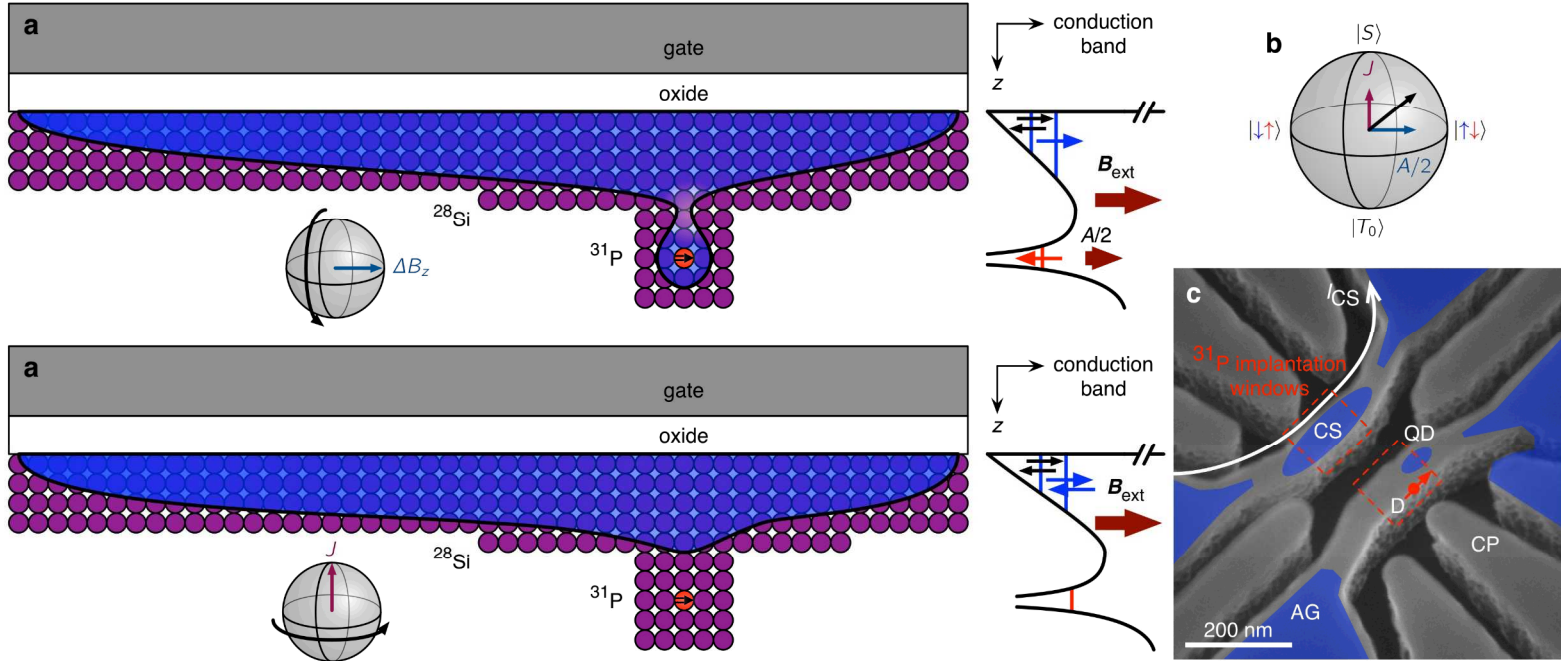 a
gate
oxide
²⁸Si
³¹P
ΔB_z
conduction
band
z
B_ext
A/2
b
|S⟩
J
|↓↑⟩
|↑↓⟩
A/2
|T₀⟩
a
gate
oxide
²⁸Si
³¹P
J
conduction
band
z
B_ext
c
I_CS
³¹P implantation
windows
CS
QD
D
CP
AG
200 nm